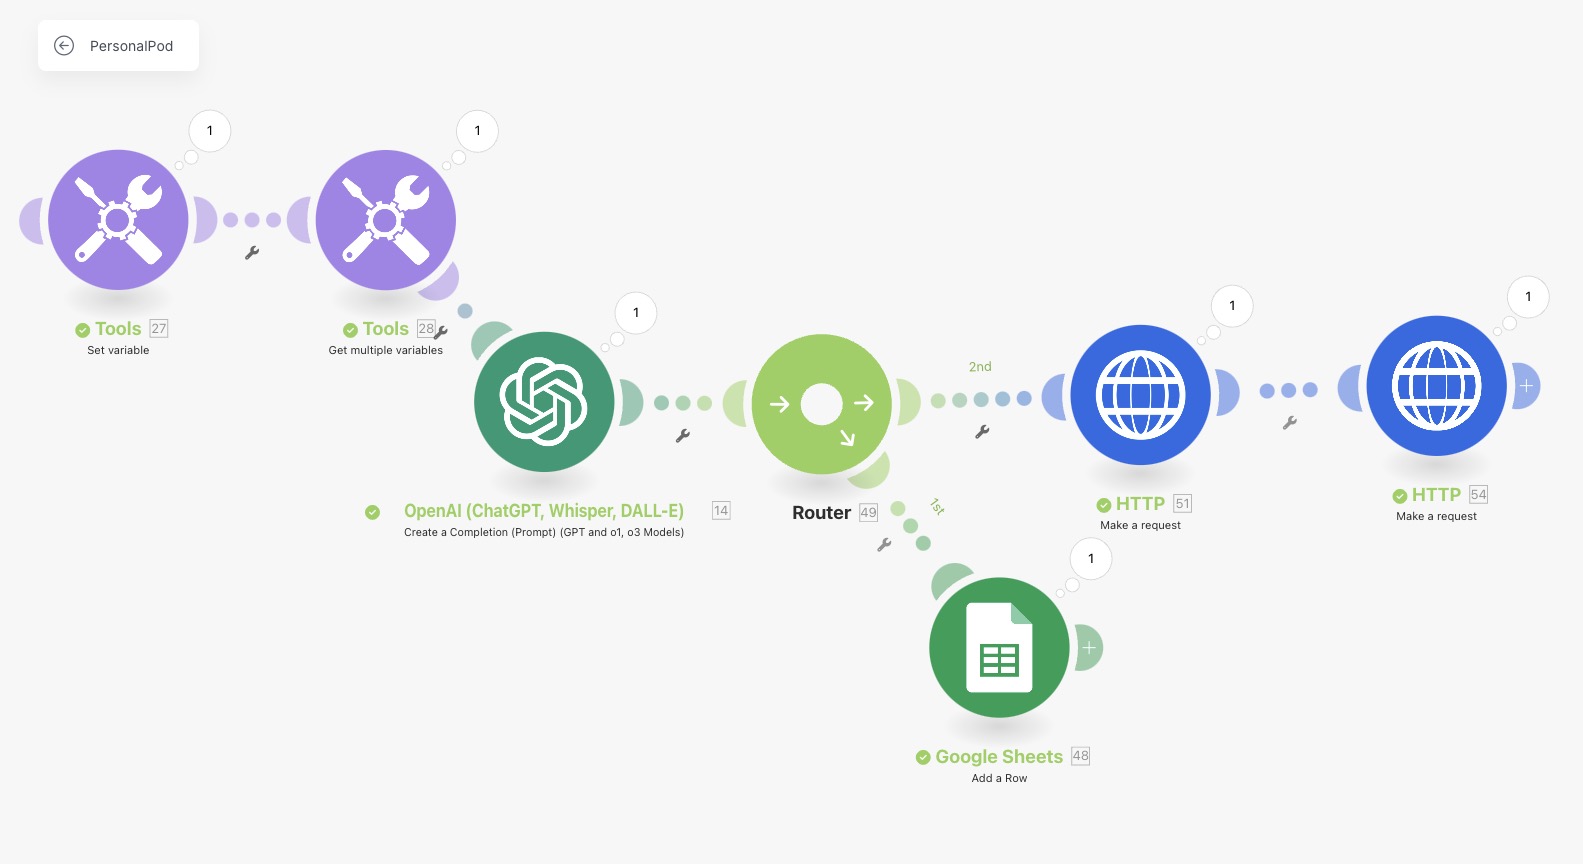 PersonalPod
1
1
Tools 27
Set variable
Tools 28
Get multiple variables
1
OpenAI (ChatGPT, Whisper, DALL-E) 14
Create a Completion (Prompt) (GPT and o1, o3 Models)
Router 49
2nd
1st
1
HTTP 51
Make a request
1
HTTP 54
Make a request
1
Google Sheets 48
Add a Row